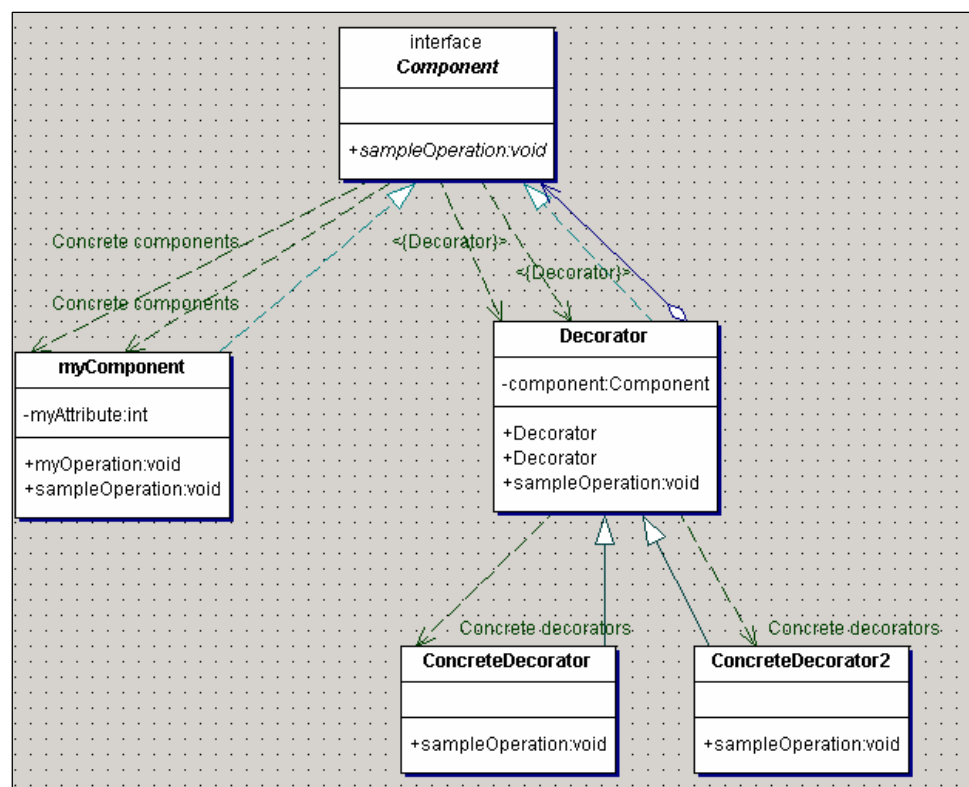 interface
Component
+sampleOperation:void
Concrete components
<{Decorator}>
<{Decorator}>
Concrete components
Decorator
-component:Component
+Decorator
+Decorator
+sampleOperation:void
myComponent
-myAttribute:int
+myOperation:void
+sampleOperation:void
Concrete decorators
Concrete decorators
ConcreteDecorator
+sampleOperation:void
ConcreteDecorator2
+sampleOperation:void